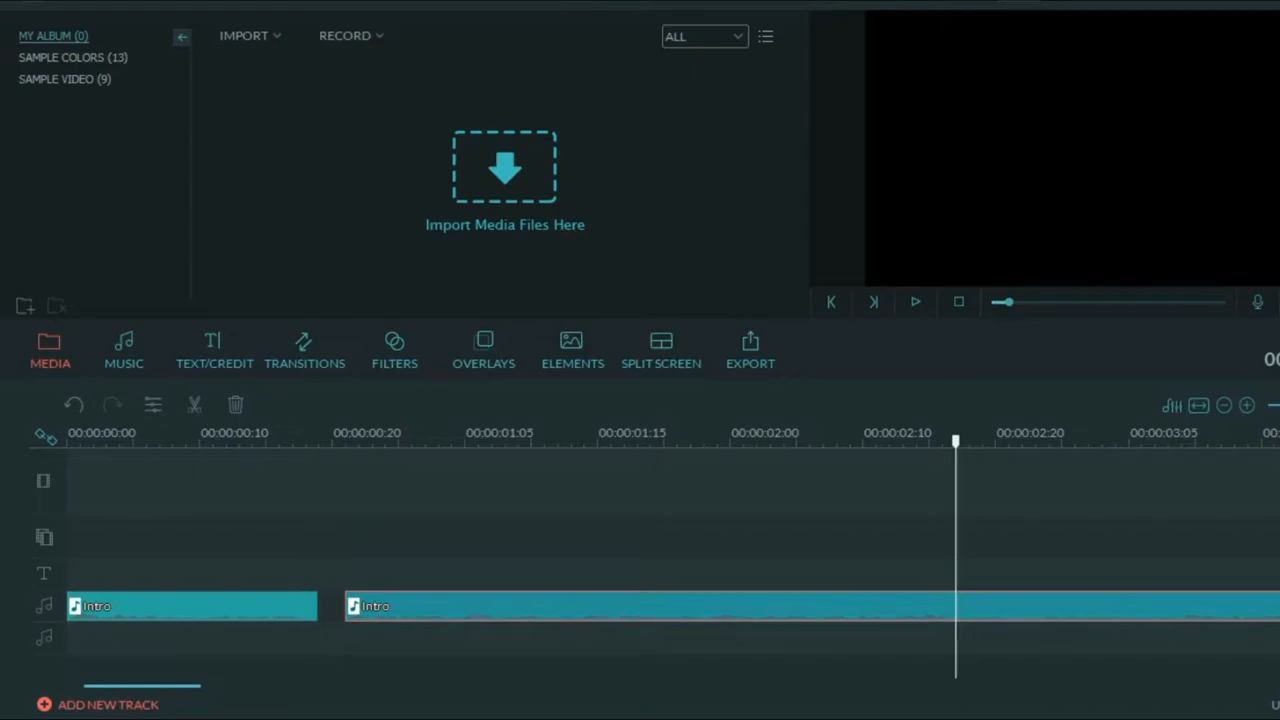 MY ALBUM (0)
IMPORT
RECORD
ALL
SAMPLE COLORS (13)
SAMPLE VIDEO (9)
Import Media Files Here
MEDIA
MUSIC
TEXT/CREDIT
TRANSITIONS
FILTERS
OVERLAYS
ELEMENTS
SPLIT SCREEN
EXPORT
00:00:00:00
00:00:00:10
00:00:00:20
00:00:01:05
00:00:01:15
00:00:02:00
00:00:02:10
00:00:02:20
00:00:03:05
Intro
Intro
ADD NEW TRACK